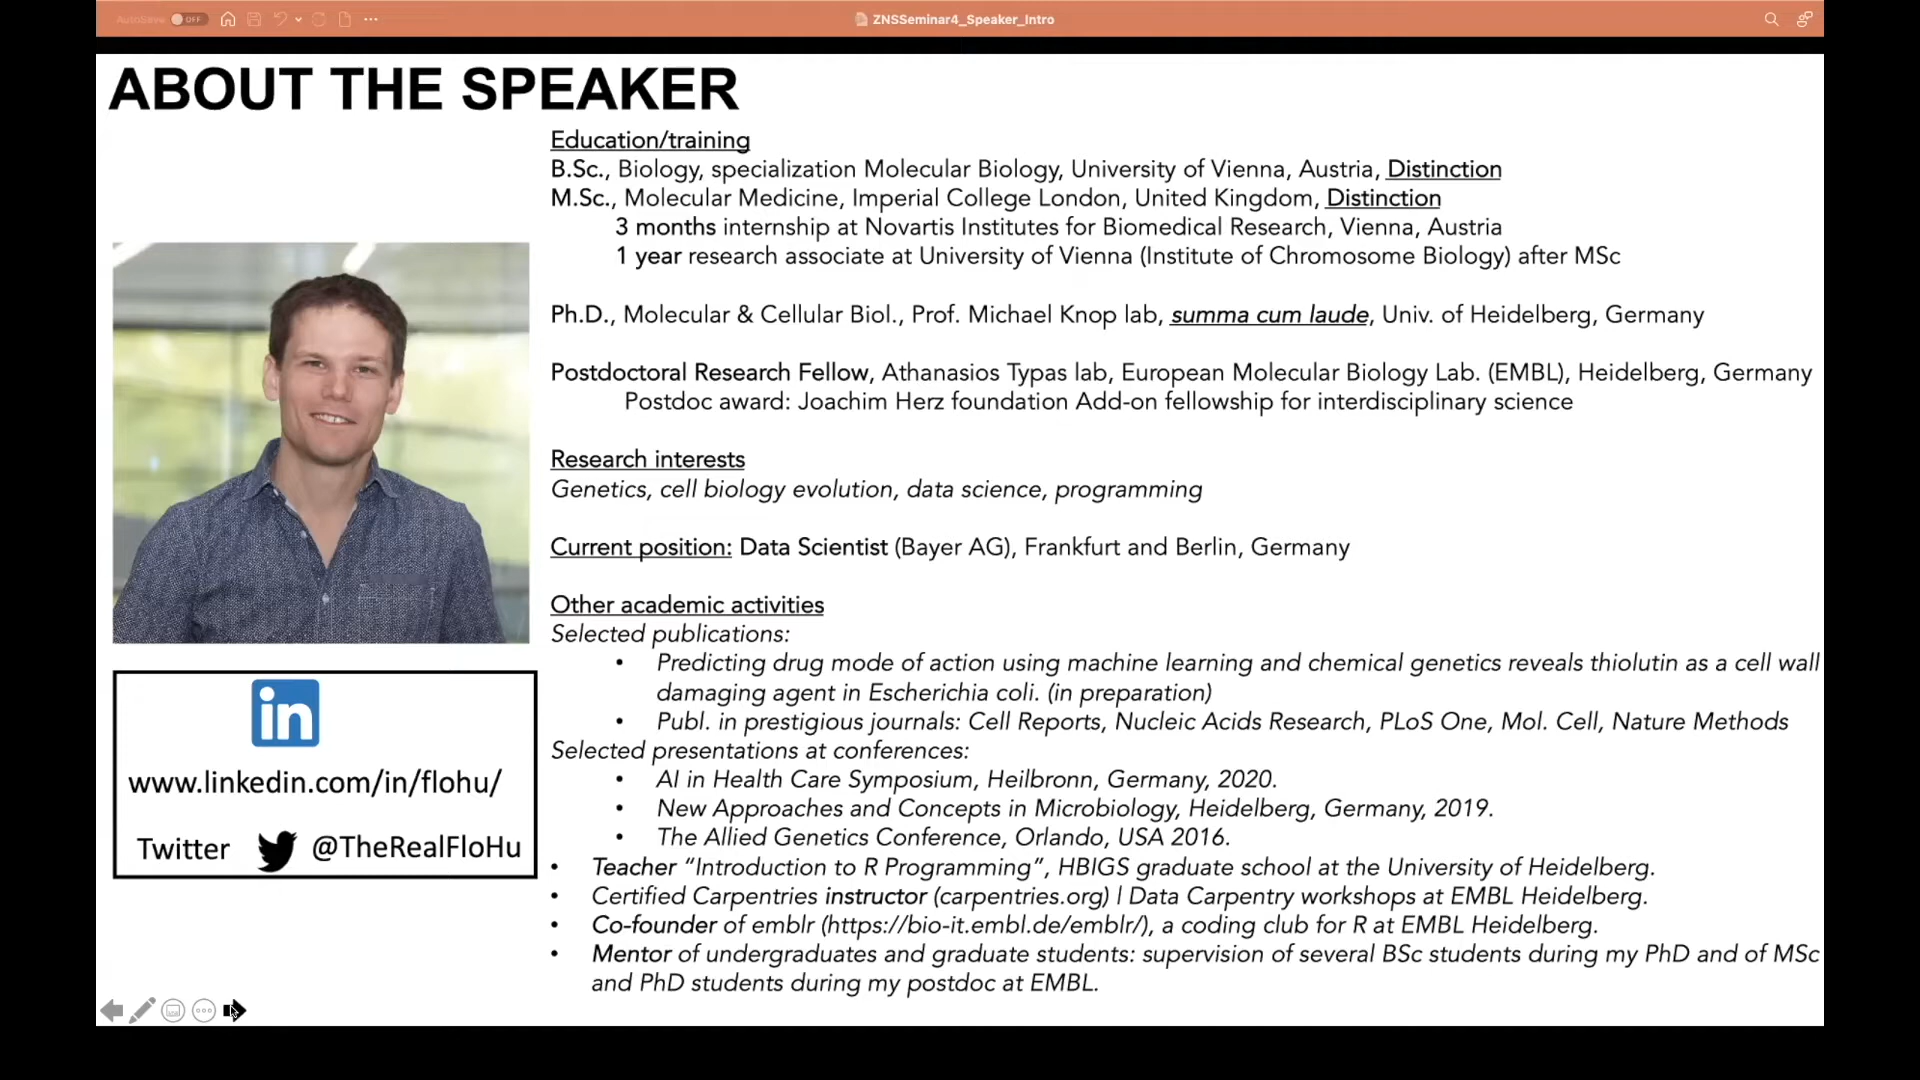 AutoSave OFF
ZNSSeminar4_Speaker_Intro
ABOUT THE SPEAKER
Education/training
B.Sc., Biology, specialization Molecular Biology, University of Vienna, Austria, Distinction
M.Sc., Molecular Medicine, Imperial College London, United Kingdom, Distinction
3 months internship at Novartis Institutes for Biomedical Research, Vienna, Austria
1 year research associate at University of Vienna (Institute of Chromosome Biology) after MSc
Ph.D., Molecular & Cellular Biol., Prof. Michael Knop lab, summa cum laude, Univ. of Heidelberg, Germany
Postdoctoral Research Fellow, Athanasios Typas lab, European Molecular Biology Lab. (EMBL), Heidelberg, Germany
Postdoc award: Joachim Herz foundation Add-on fellowship for interdisciplinary science
Research interests
Genetics, cell biology evolution, data science, programming
Current position: Data Scientist (Bayer AG), Frankfurt and Berlin, Germany
Other academic activities
Selected publications:
• Predicting drug mode of action using machine learning and chemical genetics reveals thiolutin as a cell wall
damaging agent in Escherichia coli. (in preparation)
• Publ. in prestigious journals: Cell Reports, Nucleic Acids Research, PLoS One, Mol. Cell, Nature Methods
Selected presentations at conferences:
• AI in Health Care Symposium, Heilbronn, Germany, 2020.
• New Approaches and Concepts in Microbiology, Heidelberg, Germany, 2019.
• The Allied Genetics Conference, Orlando, USA 2016.
• Teacher “Introduction to R Programming”, HBIGS graduate school at the University of Heidelberg.
• Certified Carpentries instructor (carpentries.org) | Data Carpentry workshops at EMBL Heidelberg.
• Co-founder of emblr (https://bio-it.embl.de/emblr/), a coding club for R at EMBL Heidelberg.
• Mentor of undergraduates and graduate students: supervision of several BSc students during my PhD and of MSc
and PhD students during my postdoc at EMBL.
in
www.linkedin.com/in/flohu/
Twitter @TheRealFloHu